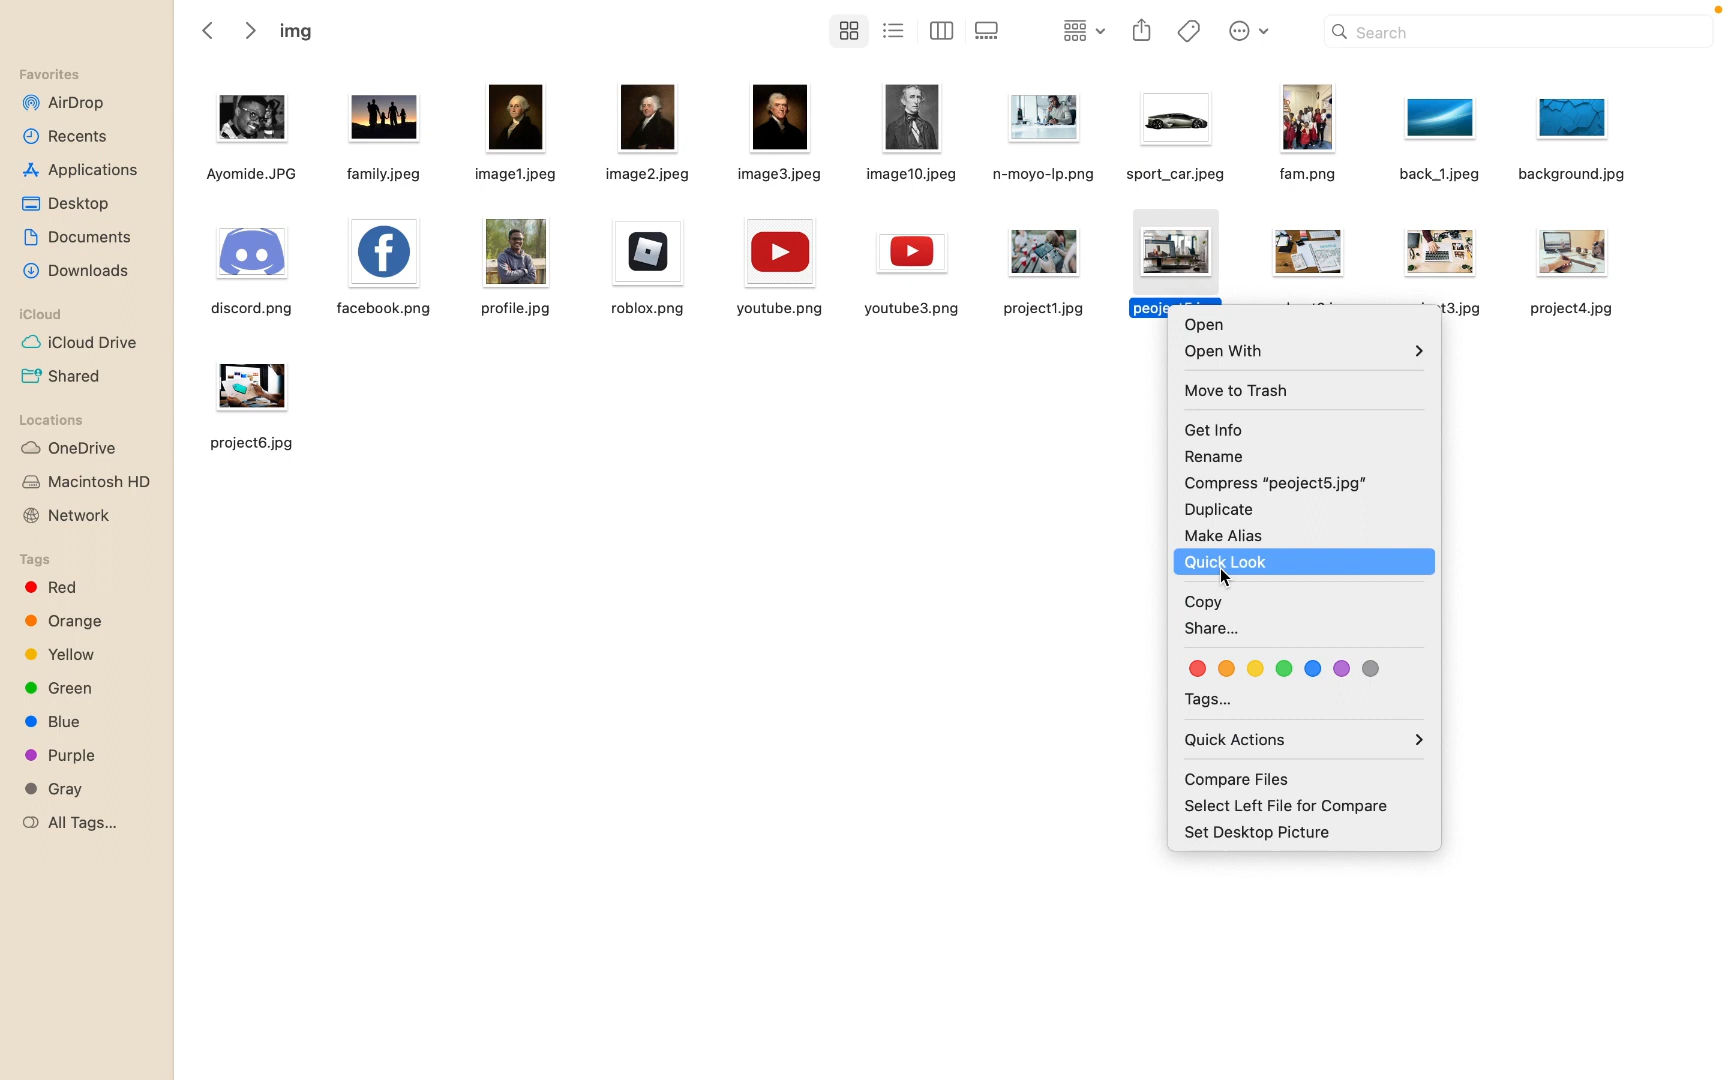 img
Search
Favorites
AirDrop
Recents
Applications
Desktop
Documents
Downloads
iCloud
iCloud Drive
Shared
Locations
OneDrive
Macintosh HD
Network
Tags
Red
Orange
Yellow
Green
Blue
Purple
Gray
All Tags...
Ayomide.JPG family.jpeg image1.jpeg image2.jpeg image3.jpeg image10.jpeg n-moyo-lp.png sport_car.jpeg fam.png back_1.jpeg background.jpg
discord.png facebook.png profile.jpg roblox.png youtube.png youtube3.png project1.jpg project4.jpg
project6.jpg
Open
Open With
Move to Trash
Get Info
Rename
Compress “peoject5.jpg”
Duplicate
Make Alias
Quick Look
Copy
Share...
Tags...
Quick Actions
Compare Files
Select Left File for Compare
Set Desktop Picture